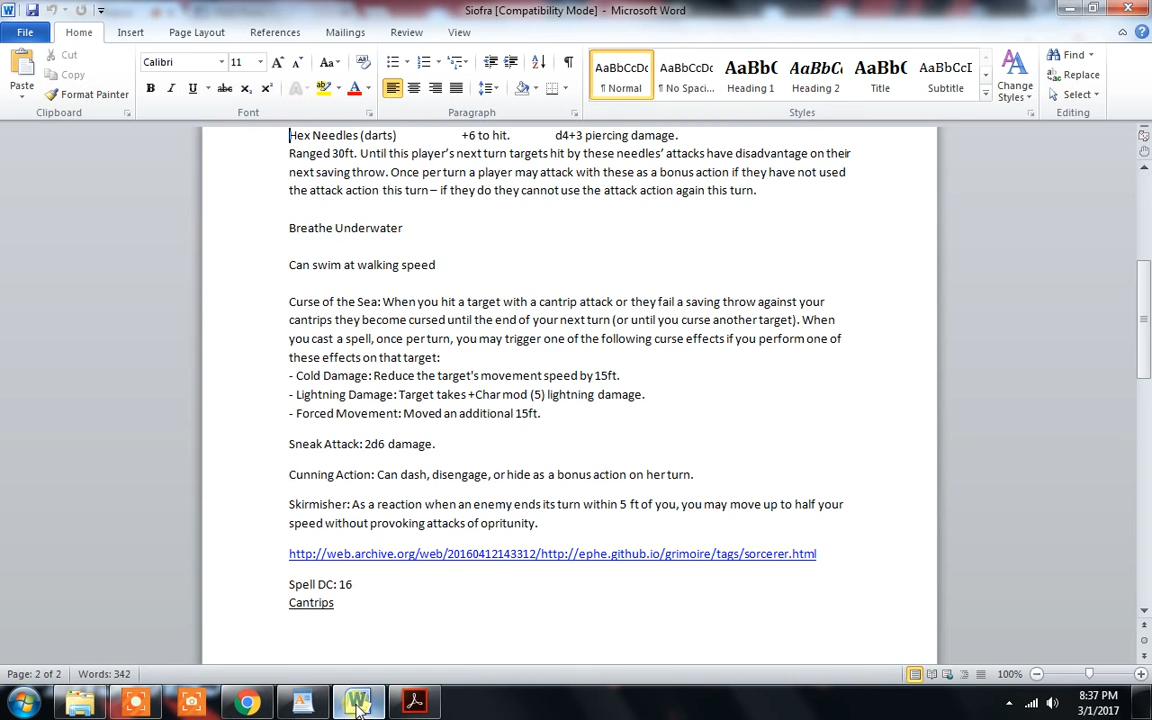 Siofra [Compatibility Mode] - Microsoft Word
File Home Insert Page Layout References Mailings Review View
Paste
Cut
Copy
Format Painter
Clipboard
Calibri 11
B I U abc x₂ x² A
Font
Paragraph
AaBbCcDc AaBbCcDc AaBbC AaBbCc AaBbC AaBbCcI
¶ Normal ¶ No Spaci... Heading 1 Heading 2 Title Subtitle
Change Styles
Styles
Find
Replace
Select
Editing
Hex Needles (darts) +6 to hit. d4+3 piercing damage.
Ranged 30ft. Until this player's next turn targets hit by these needles' attacks have disadvantage on their
next saving throw. Once per turn a player may attack with these as a bonus action if they have not used
the attack action this turn – if they do they cannot use the attack action again this turn.
Breathe Underwater
Can swim at walking speed
Curse of the Sea: When you hit a target with a cantrip attack or they fail a saving throw against your
cantrips they become cursed until the end of your next turn (or until you curse another target). When
you cast a spell, once per turn, you may trigger one of the following curse effects if you perform one of
these effects on that target:
- Cold Damage: Reduce the target's movement speed by 15ft.
- Lightning Damage: Target takes +Char mod (5) lightning damage.
- Forced Movement: Moved an additional 15ft.
Sneak Attack: 2d6 damage.
Cunning Action: Can dash, disengage, or hide as a bonus action on her turn.
Skirmisher: As a reaction when an enemy ends its turn within 5 ft of you, you may move up to half your
speed without provoking attacks of opritunity.
http://web.archive.org/web/20160412143312/http://ephe.github.io/grimoire/tags/sorcerer.html
Spell DC: 16
Cantrips
Page: 2 of 2 Words: 342 100%
8:37 PM
3/1/2017